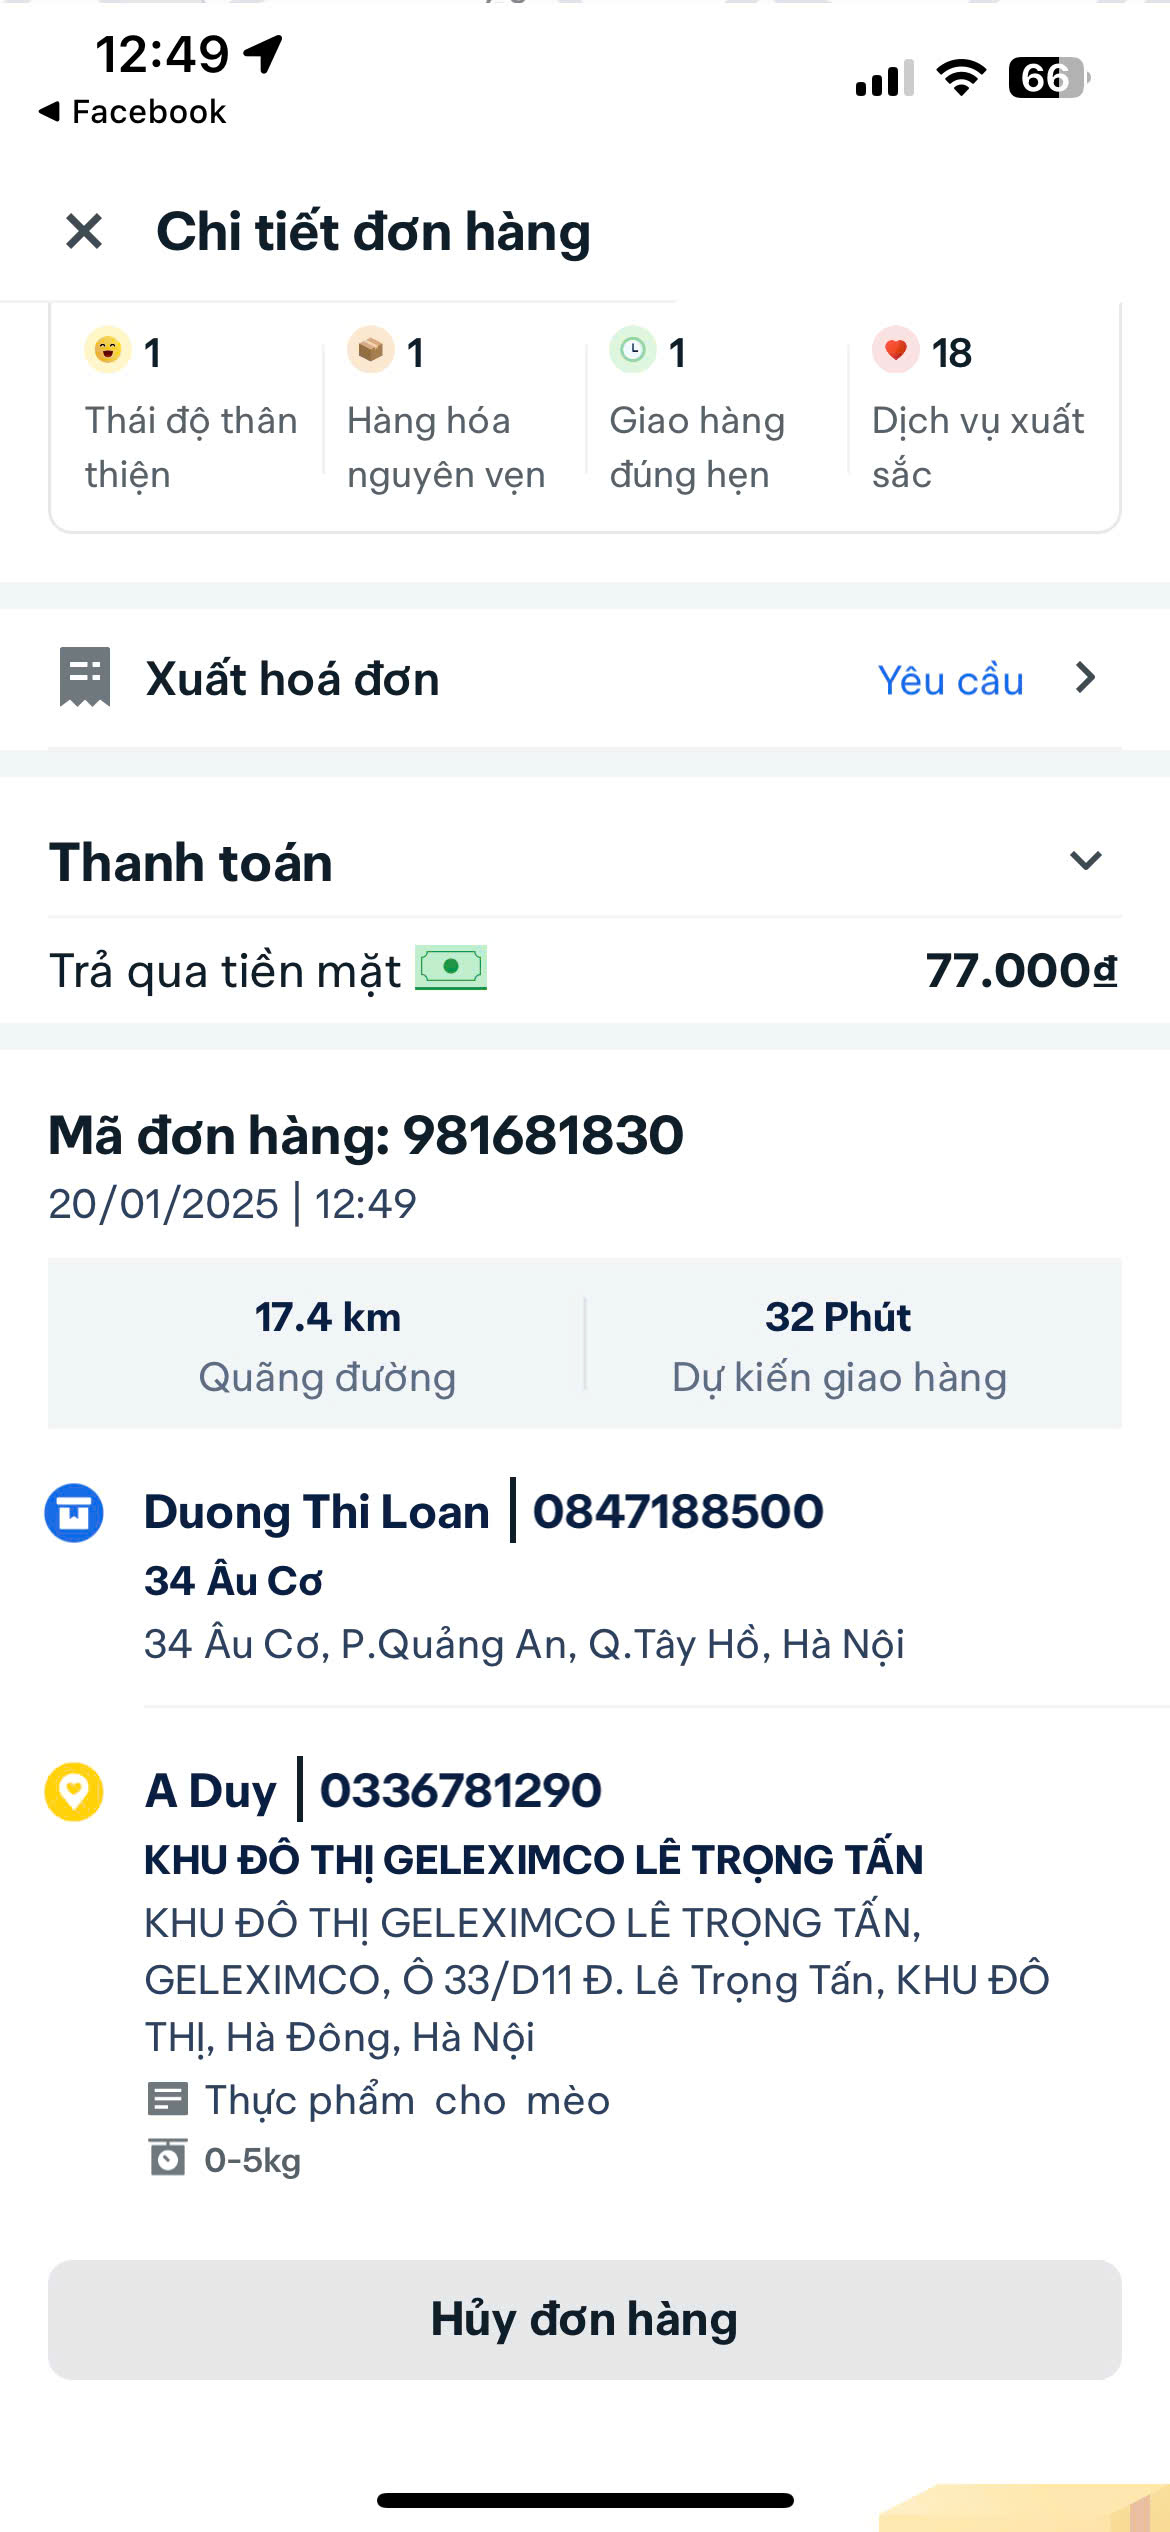 12:49
◀ Facebook
Chi tiết đơn hàng
1
1
1
18
Thái độ thân
thiện
Hàng hóa
nguyên vẹn
Giao hàng
đúng hẹn
Dịch vụ xuất
sắc
66
Xuất hoá đơn
Yêu cầu
Thanh toán
Trả qua tiền mặt
77.000₫
Mã đơn hàng: 981681830
20/01/2025 | 12:49
17.4 km
Quãng đường
32 Phút
Dự kiến giao hàng
Duong Thi Loan | 0847188500
34 Âu Cơ
34 Âu Cơ, P.Quảng An, Q.Tây Hồ, Hà Nội
A Duy | 0336781290
KHU ĐÔ THỊ GELEXIMCO LÊ TRỌNG TẤN
KHU ĐÔ THỊ GELEXIMCO LÊ TRỌNG TẤN,
GELEXIMCO, Ô 33/D11 Đ. Lê Trọng Tấn, KHU ĐÔ
THỊ, Hà Đông, Hà Nội
Thực phẩm cho mèo
0-5kg
Hủy đơn hàng